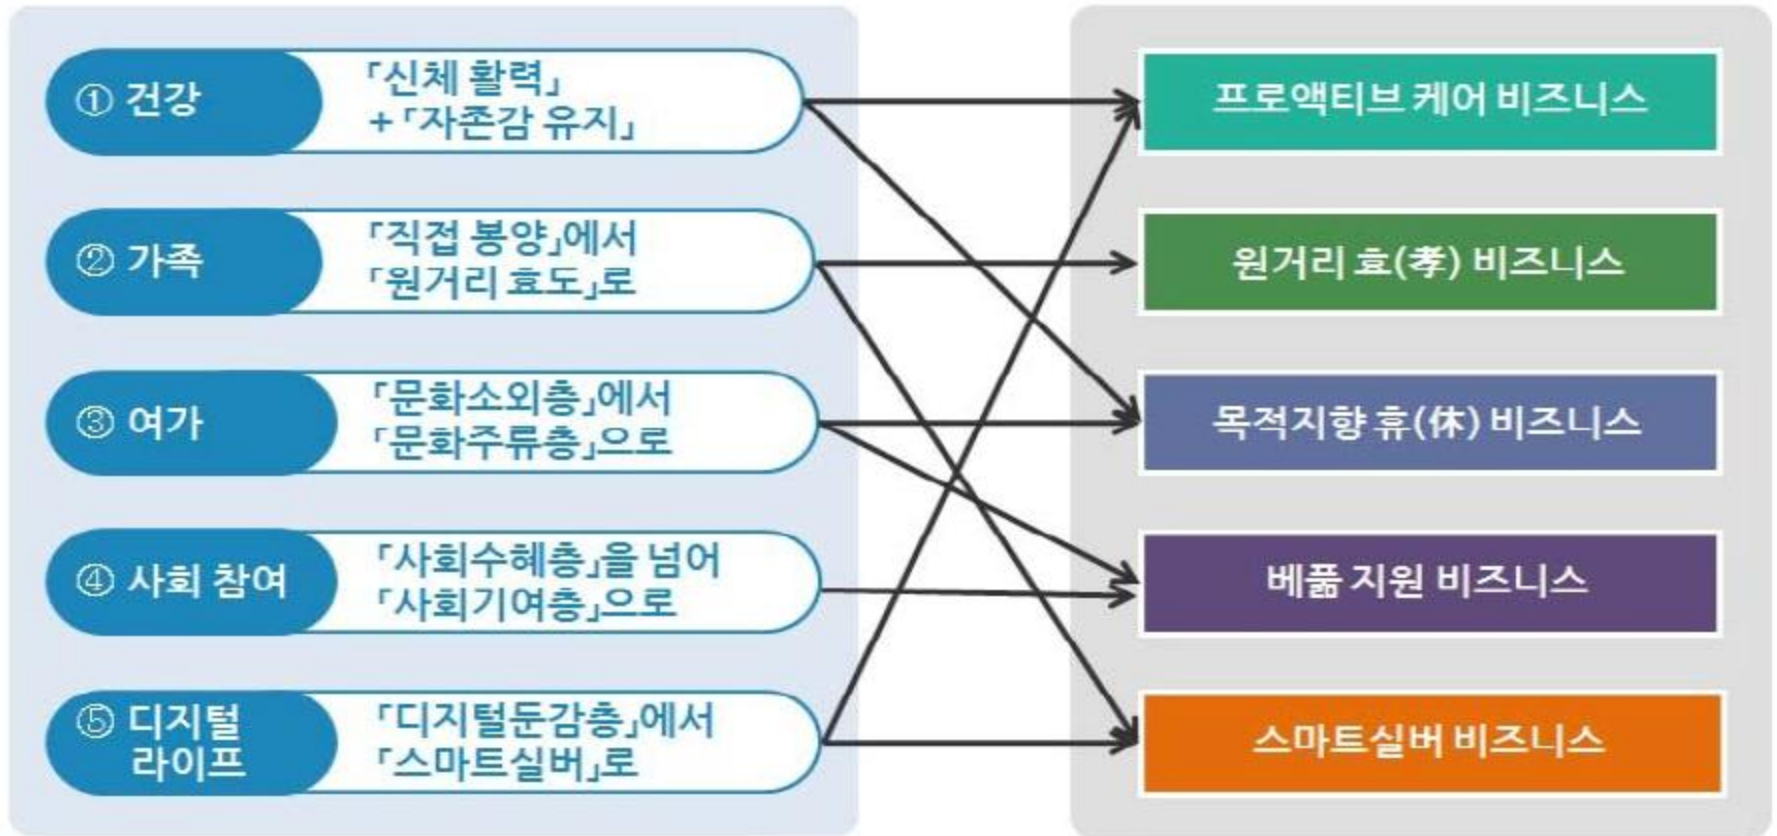 ① 건강
「신체 활력」
+「자존감 유지」
프로액티브 케어 비즈니스
② 가족
「직접 봉양」에서
「원거리 효도」로
원거리 효(孝) 비즈니스
③ 여가
「문화소외층」에서
「문화주류층」으로
목적지향 휴(休) 비즈니스
④ 사회 참여
「사회수혜층」을 넘어
「사회기여층」으로
베풂 지원 비즈니스
⑤ 디지털
라이프
「디지털둔감층」에서
「스마트실버」로
스마트실버 비즈니스